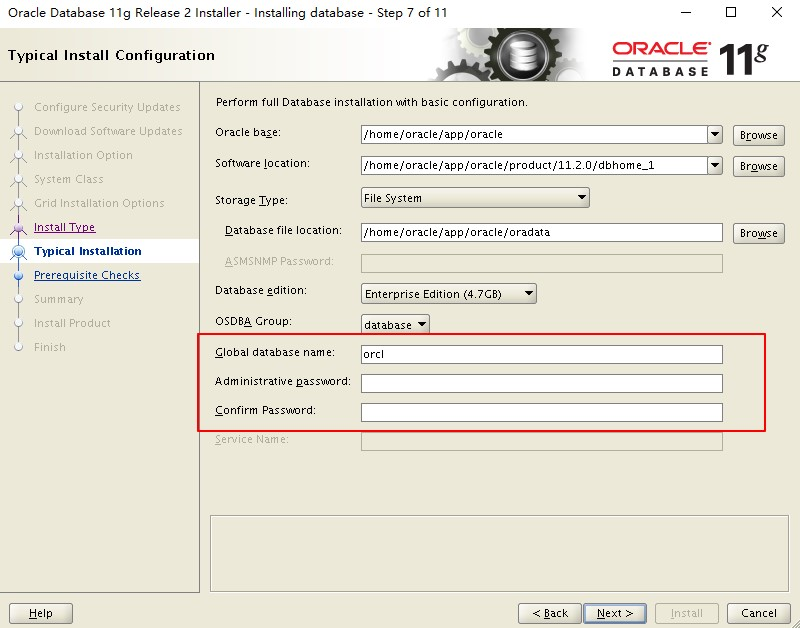 Oracle Database 11g Release 2 Installer - Installing database - Step 7 of 11
Typical Install Configuration
ORACLE
DATABASE 11g
Configure Security Updates
Download Software Updates
Installation Option
System Class
Grid Installation Options
Install Type
Typical Installation
Prerequisite Checks
Summary
Install Product
Finish
Perform full Database installation with basic configuration.
Oracle base: /home/oracle/app/oracle Browse
Software location: /home/oracle/app/oracle/product/11.2.0/dbhome_1 Browse
Storage Type: File System
Database file location: /home/oracle/app/oracle/oradata Browse
ASMSNMP Password:
Database edition: Enterprise Edition (4.7GB)
OSDBA Group: database
Global database name: orcl
Administrative password:
Confirm Password:
Service Name:
Help < Back Next > Install Cancel